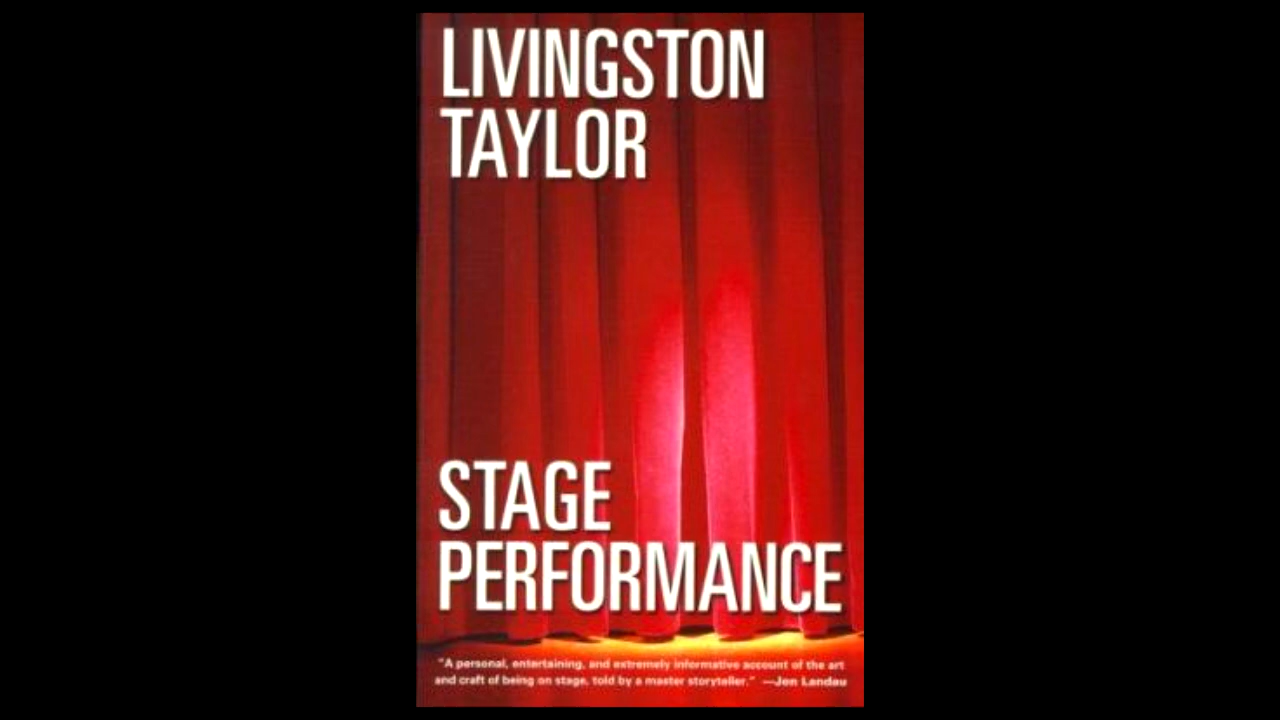 LIVINGSTON
TAYLOR
STAGE
PERFORMANCE
"A personal, entertaining, and extremely informative account of the art
and craft of being on stage, told by a master storyteller." —Jon Landau